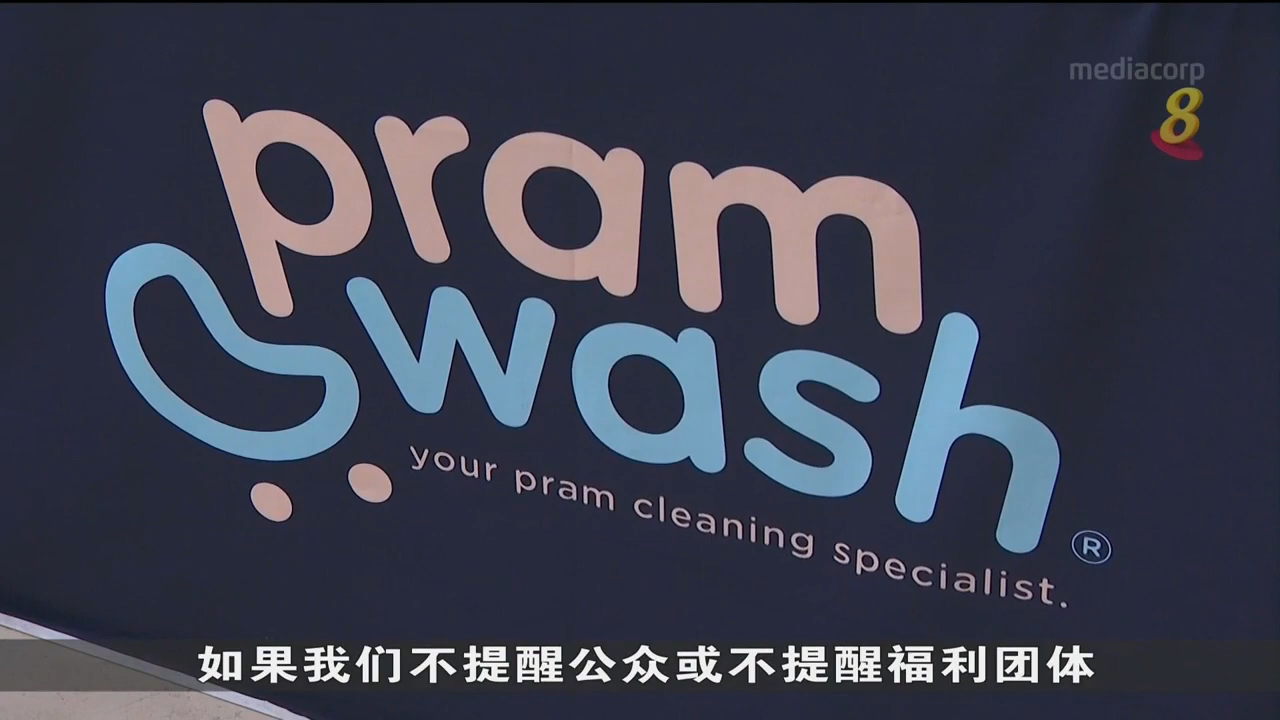 mediacorp
8
pram
wash
®
your pram cleaning specialist.
如果我们不提醒公众或不提醒福利团体